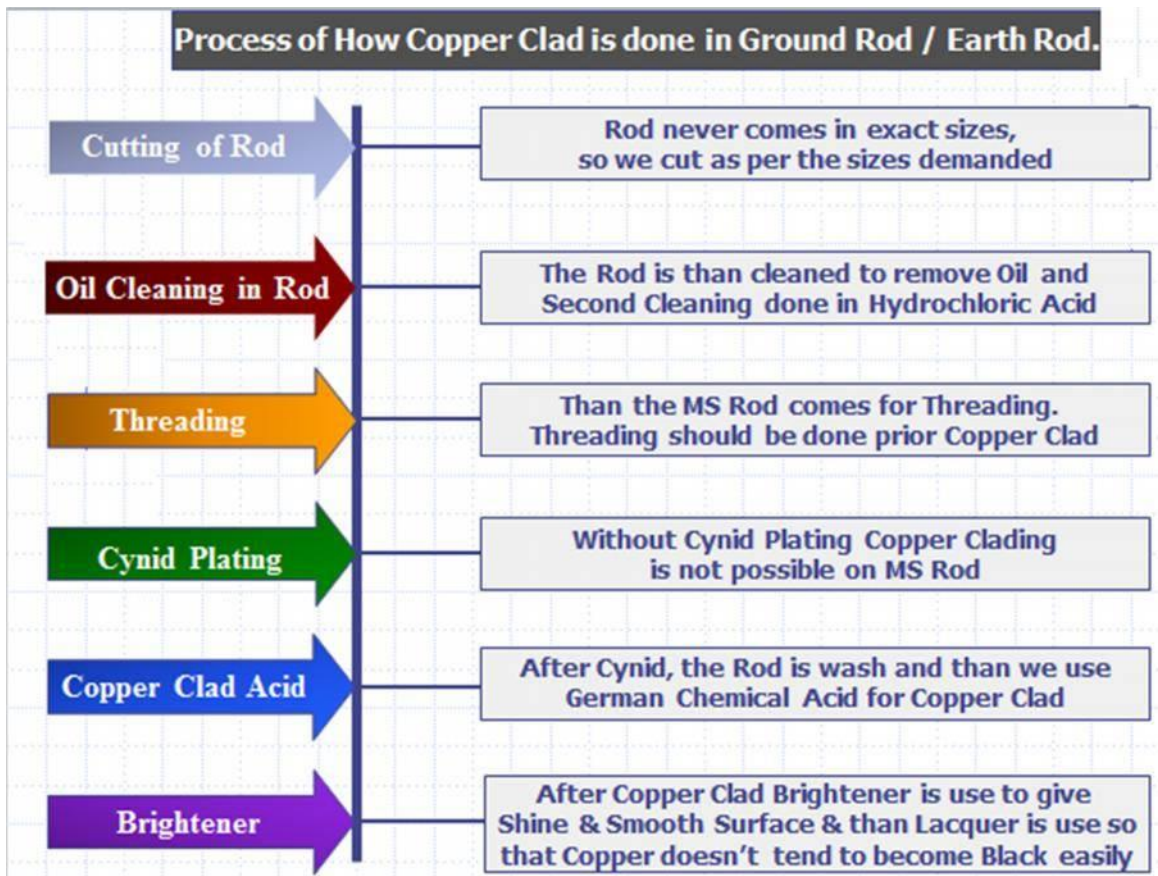 Process of How Copper Clad is done in Ground Rod / Earth Rod.
Cutting of Rod
Rod never comes in exact sizes,
so we cut as per the sizes demanded
Oil Cleaning in Rod
The Rod is than cleaned to remove Oil and
Second Cleaning done in Hydrochloric Acid
Threading
Than the MS Rod comes for Threading.
Threading should be done prior Copper Clad
Cynid Plating
Without Cynid Plating Copper Clading
is not possible on MS Rod
Copper Clad Acid
After Cynid, the Rod is wash and than we use
German Chemical Acid for Copper Clad
Brightener
After Copper Clad Brightener is use to give
Shine & Smooth Surface & than Lacquer is use so
that Copper doesn't tend to become Black easily